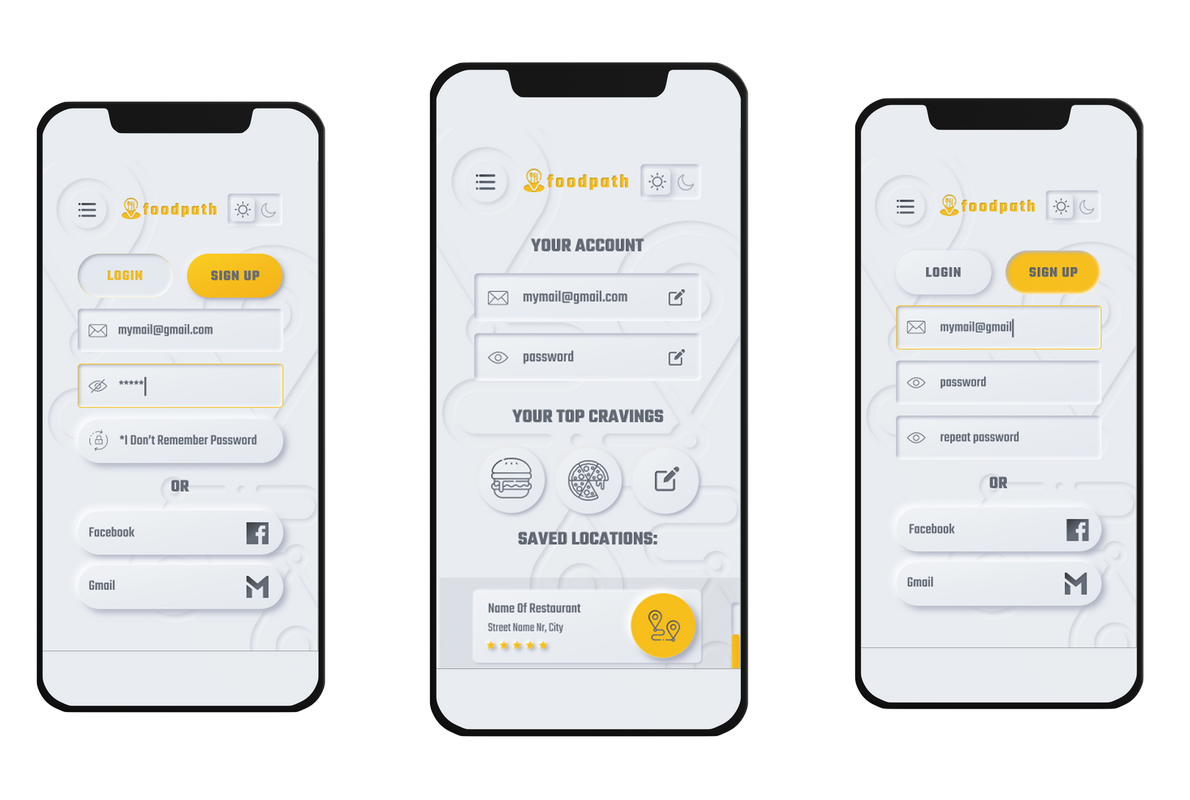 foodpath
LOGIN
SIGN UP
mymail@gmail.com
*****
*I Don't Remember Password
OR
Facebook
Gmail
foodpath
YOUR ACCOUNT
mymail@gmail.com
password
YOUR TOP CRAVINGS
SAVED LOCATIONS:
Name Of Restaurant
Street Name Nr, City
foodpath
LOGIN
SIGN UP
mymail@gmail
password
repeat password
OR
Facebook
Gmail